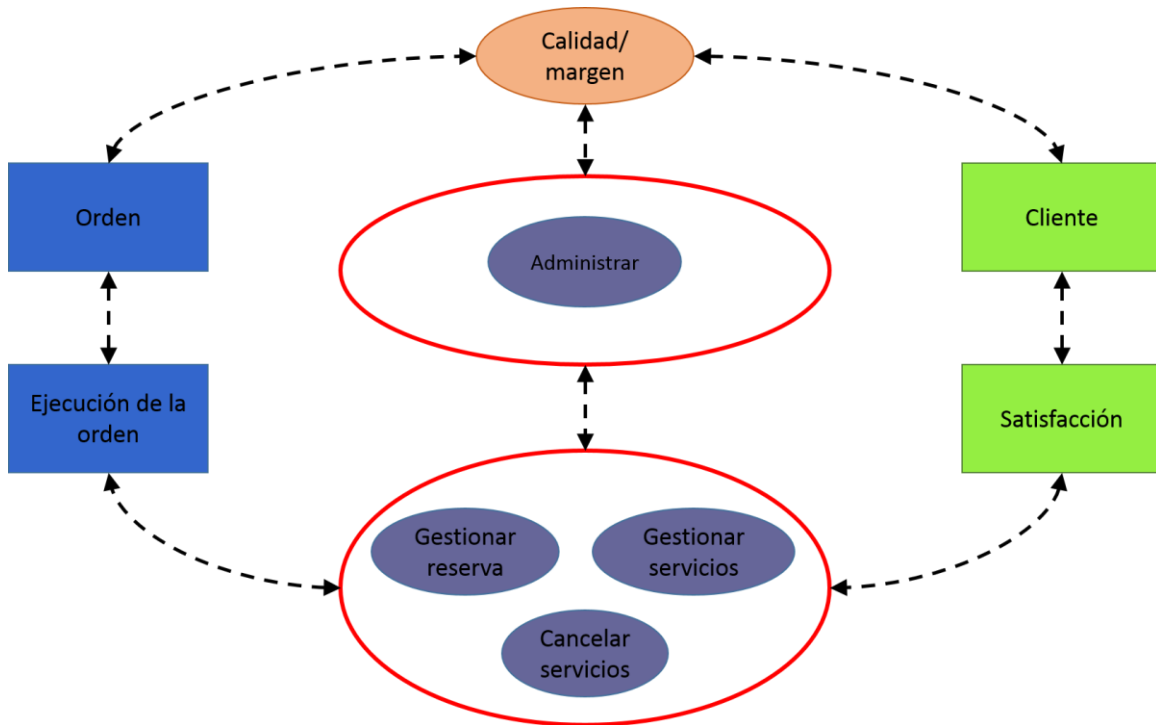 Calidad/
margen
Orden
Administrar
Cliente
Ejecución de la
orden
Satisfacción
Gestionar
reserva
Gestionar
servicios
Cancelar
servicios